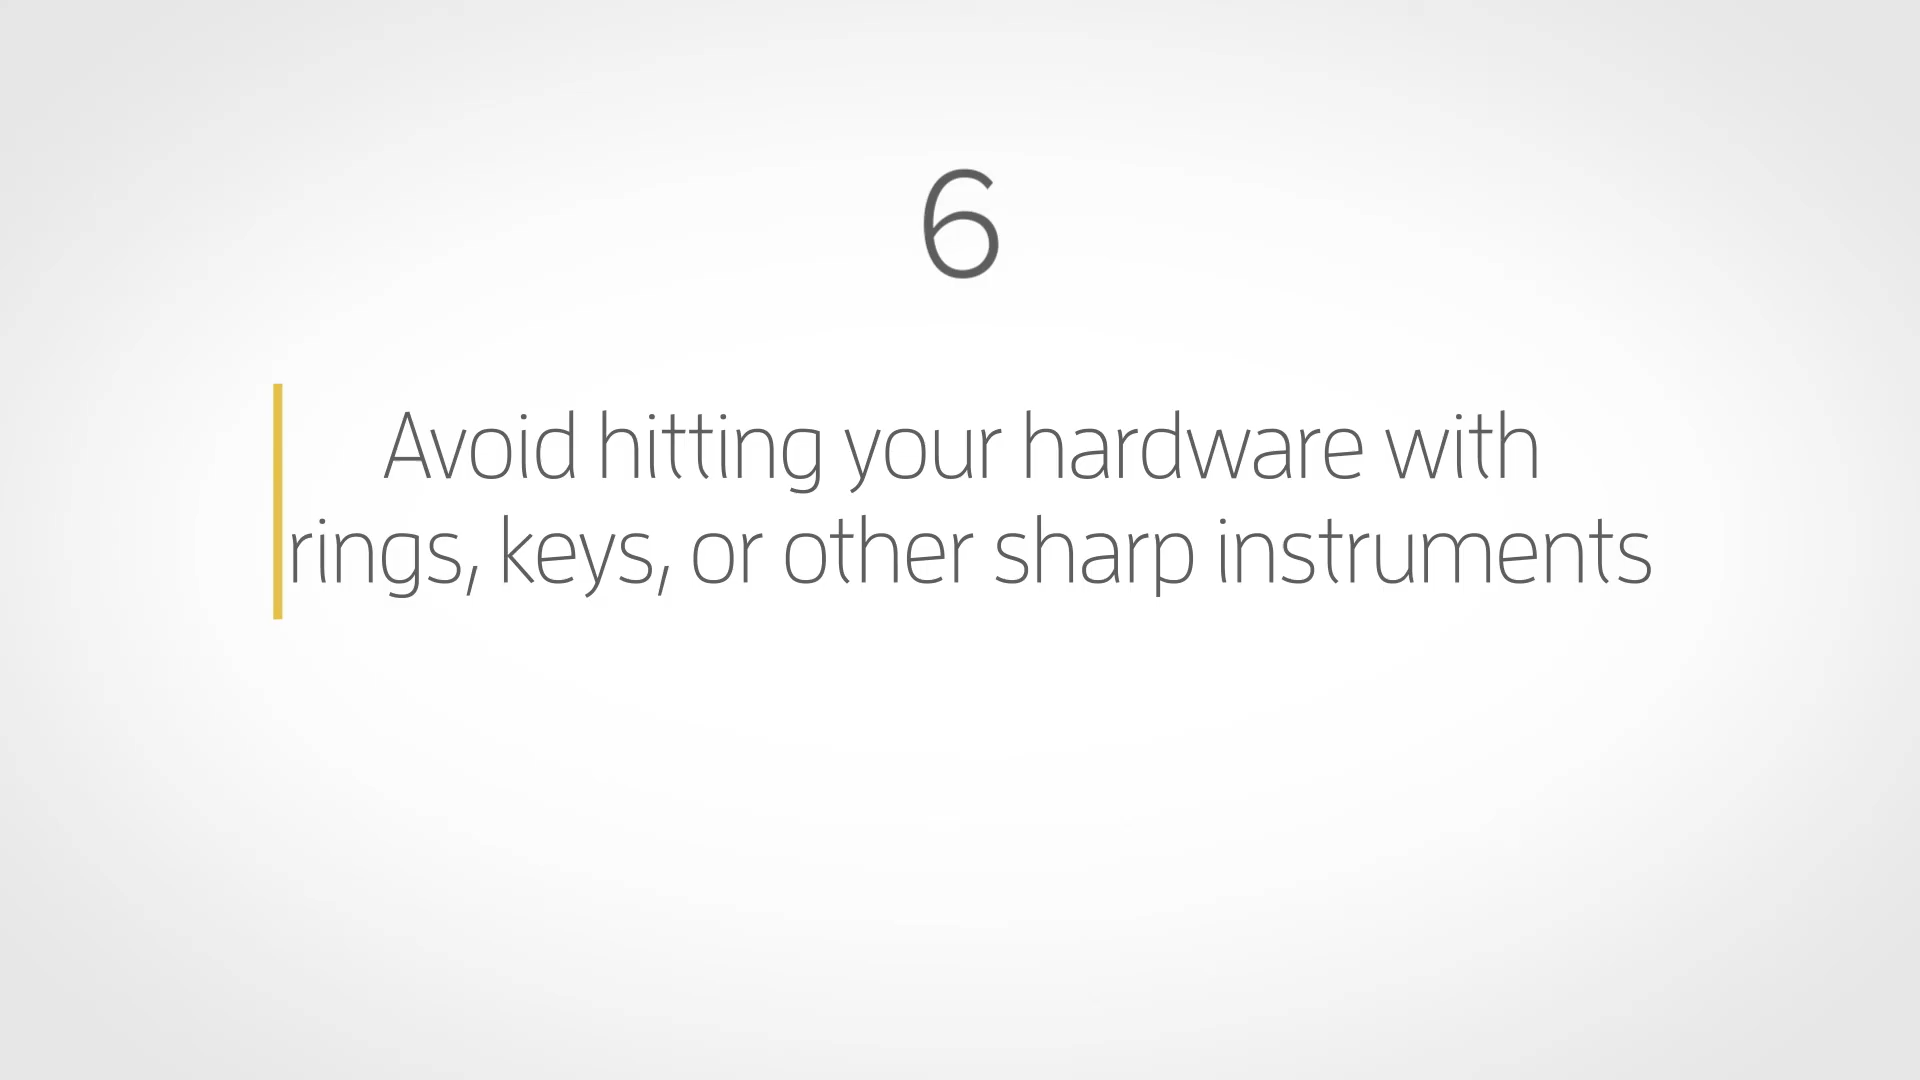 6
Avoid hitting your hardware with
rings, keys, or other sharp instruments